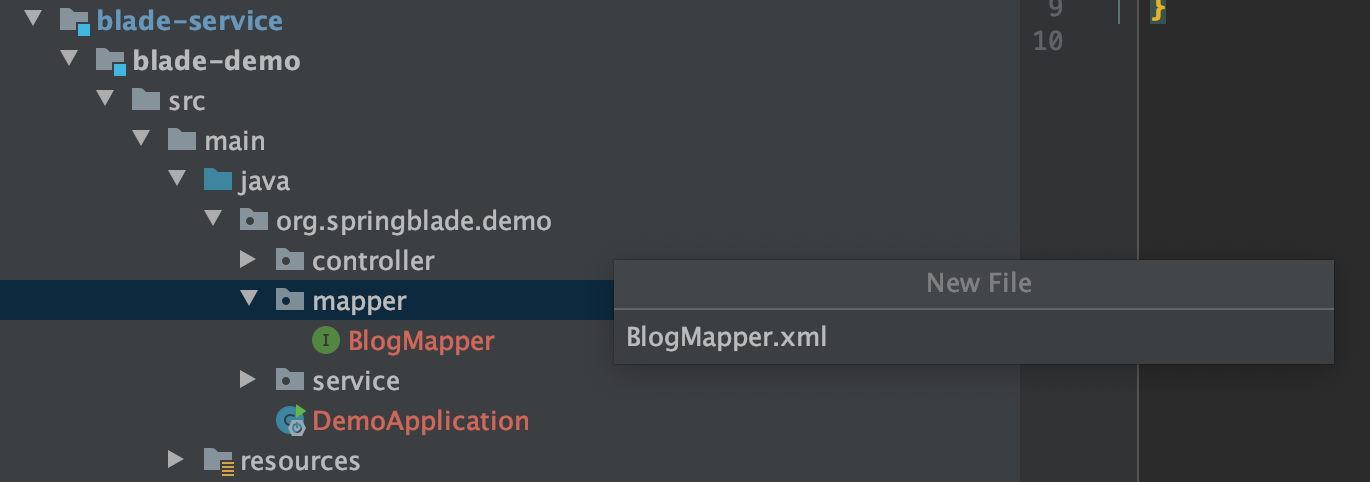 blade-service
blade-demo
src
main
java
org.springblade.demo
controller
mapper
BlogMapper
service
DemoApplication
resources
New File
BlogMapper.xml
9 }
10